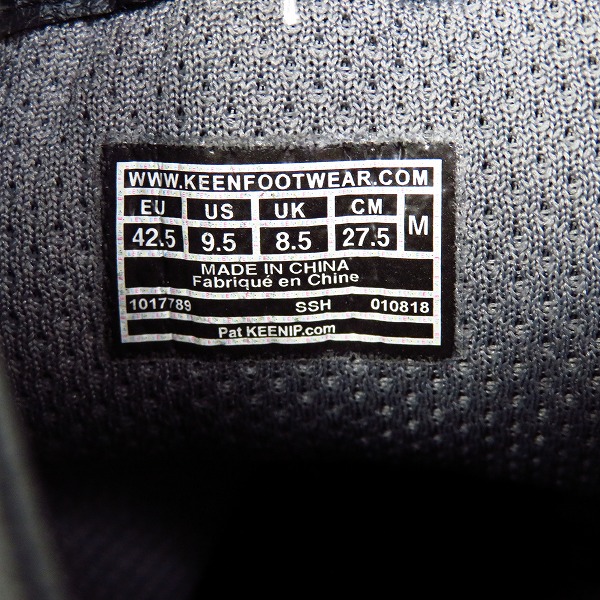 WWW.KEENFOOTWEAR.COM
EU US UK CM M
42.5 9.5 8.5 27.5
MADE IN CHINA
Fabriqué en Chine
1017789 SSH 010818
Pat KEENIP.com